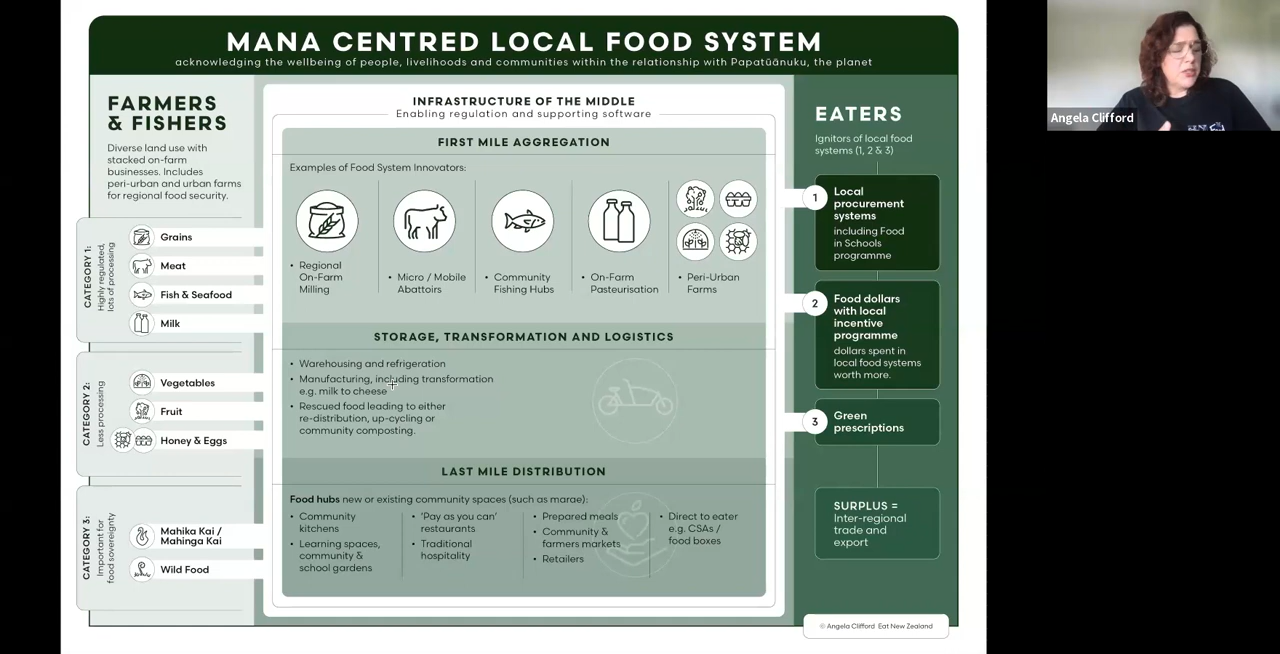 MANA CENTRED LOCAL FOOD SYSTEM
acknowledging the wellbeing of people, livelihoods and communities within the relationship with Papatūānuku, the planet
FARMERS
& FISHERS
Diverse land use with
stacked on-farm
businesses. Includes
peri-urban and urban farms
for regional food security.
CATEGORY 1:
Highly regulated,
lots of processing
Grains
Meat
Fish & Seafood
Milk
CATEGORY 2:
Less processing
Vegetables
Fruit
Honey & Eggs
CATEGORY 3:
Important for
food sovereignty
Mahika Kai /
Mahinga Kai
Wild Food
INFRASTRUCTURE OF THE MIDDLE
Enabling regulation and supporting software
FIRST MILE AGGREGATION
Examples of Food System Innovators:
• Regional
On-Farm
Milling
• Micro / Mobile
Abattoirs
• Community
Fishing Hubs
• On-Farm
Pasteurisation
• Peri-Urban
Farms
STORAGE, TRANSFORMATION AND LOGISTICS
• Warehousing and refrigeration
• Manufacturing, including transformation
e.g. milk to cheese
• Rescued food leading to either
re-distribution, up-cycling or
community composting.
LAST MILE DISTRIBUTION
Food hubs new or existing community spaces (such as marae):
• Community
kitchens
• Learning spaces,
community &
school gardens
• 'Pay as you can'
restaurants
• Traditional
hospitality
• Prepared meals
• Community &
farmers markets
• Retailers
• Direct to eater
e.g. CSAs /
food boxes
EATERS
Ignitors of local food
systems (1, 2 & 3)
1
Local
procurement
systems
including Food
in Schools
programme
2
Food dollars
with local
incentive
programme
dollars spent in
local food systems
worth more.
3
Green
prescriptions
SURPLUS =
Inter-regional
trade and
export
© Angela Clifford Eat New Zealand
Angela Clifford